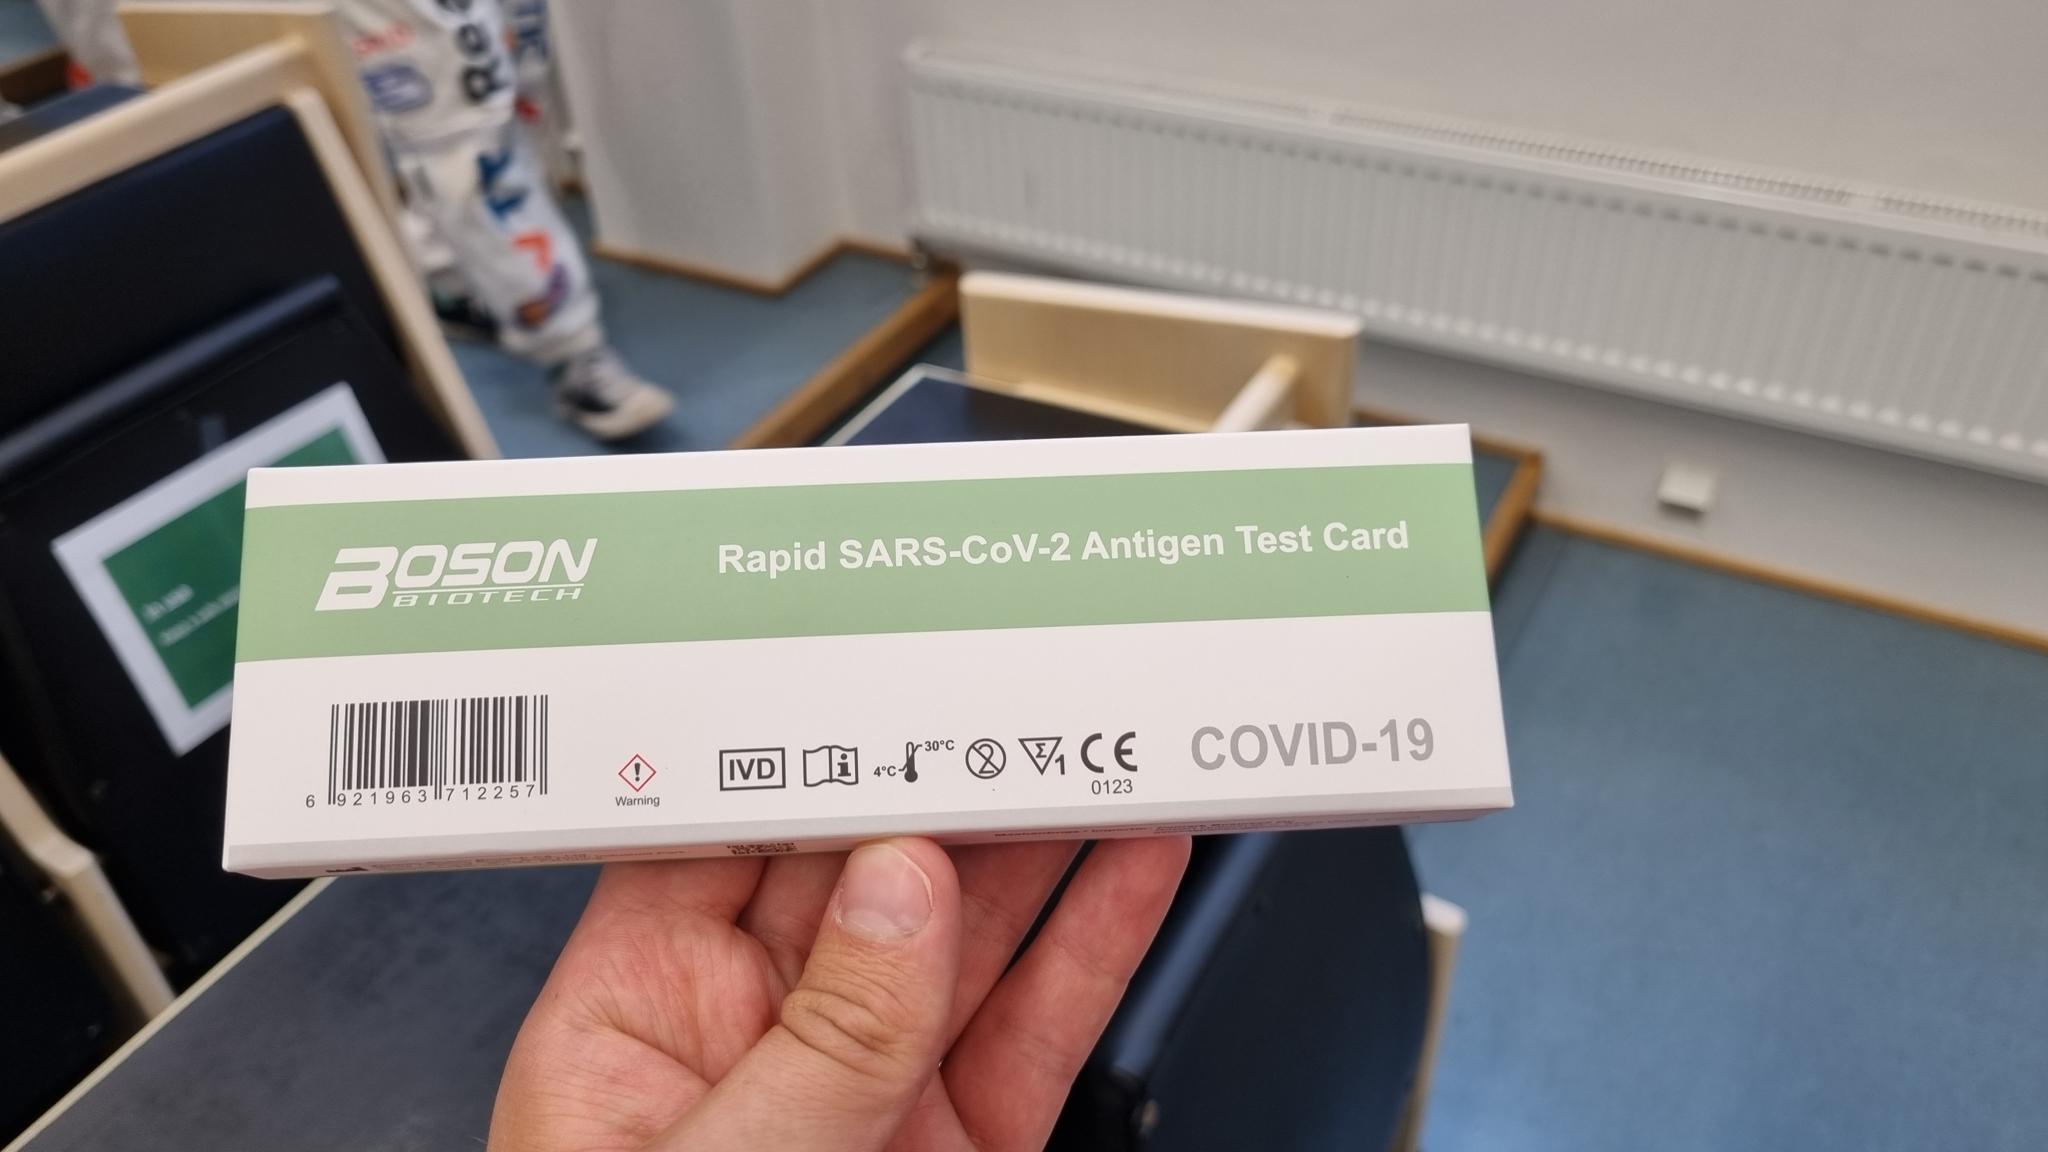 BOSON
BIOTECH
Rapid SARS-CoV-2 Antigen Test Card
6 921963 712257
Warning
IVD
i
4°C
30°C
2
Σ
1
CE
0123
COVID-19